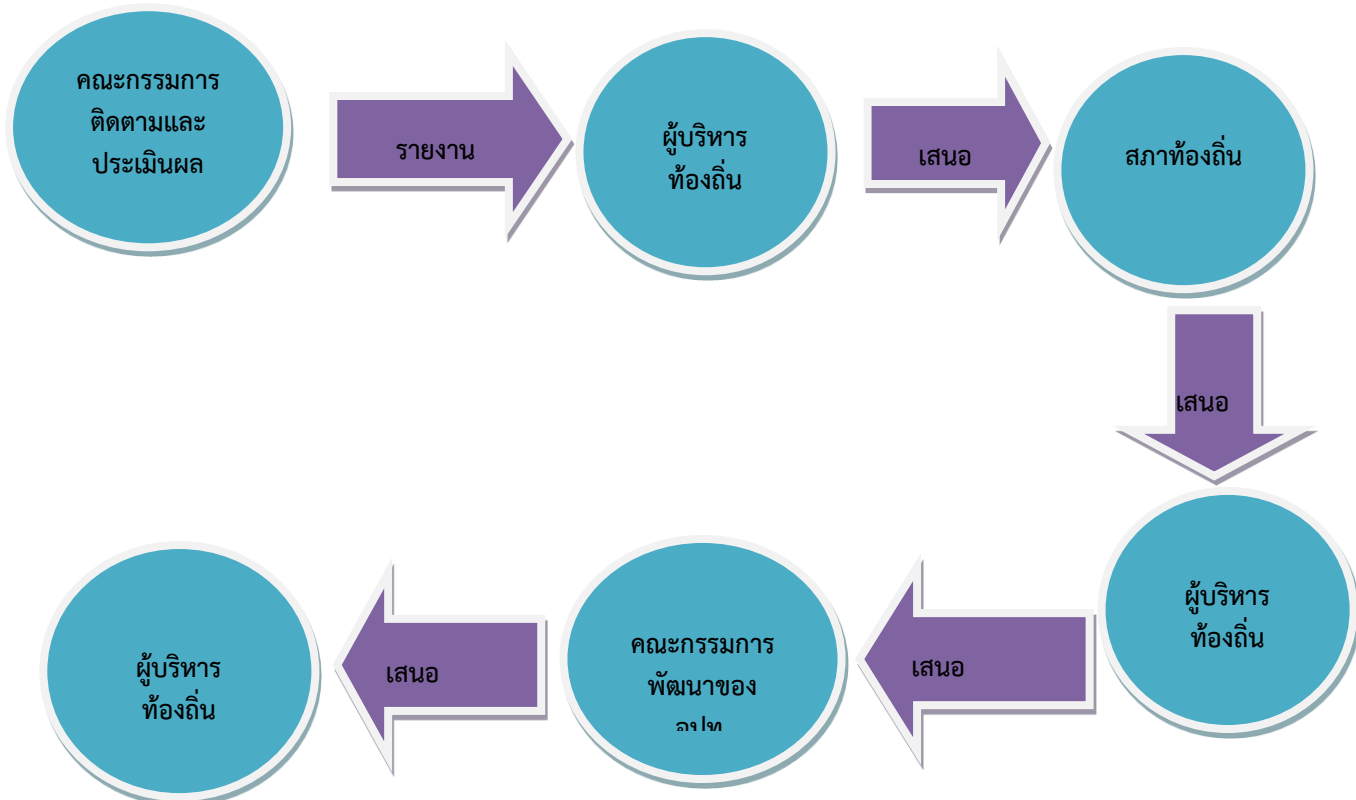 คณะกรรมการ
ติดตามและ
ประเมินผล
รายงาน
ผู้บริหาร
ท้องถิ่น
เสนอ
สภาท้องถิ่น
เสนอ
ผู้บริหาร
ท้องถิ่น
เสนอ
คณะกรรมการ
พัฒนาของ
อปท
เสนอ
ผู้บริหาร
ท้องถิ่น